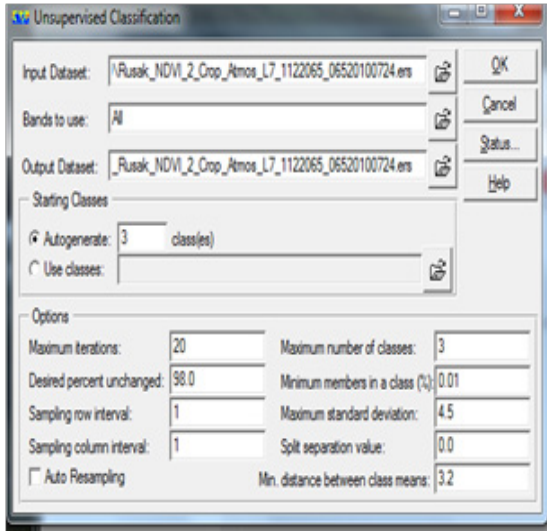 Unsupervised Classification
Input Dataset: \Rusak_NDVI_2_Crop_Atmos_L7_1122065_06520100724.ers OK
Bands to use: All Cancel
Output Dataset: _Rusak_NDVI_2_Crop_Atmos_L7_1122065_06520100724.ers Status...
Help
Starting Classes
Autogenerate: 3 class(es)
Use classes:
Options
Maximum iterations: 20 Maximum number of classes: 3
Desired percent unchanged: 98.0 Minimum members in a class (%): 0.01
Sampling row interval: 1 Maximum standard deviation: 4.5
Sampling column interval: 1 Split separation value: 0.0
Auto Resampling Min. distance between class means: 3.2